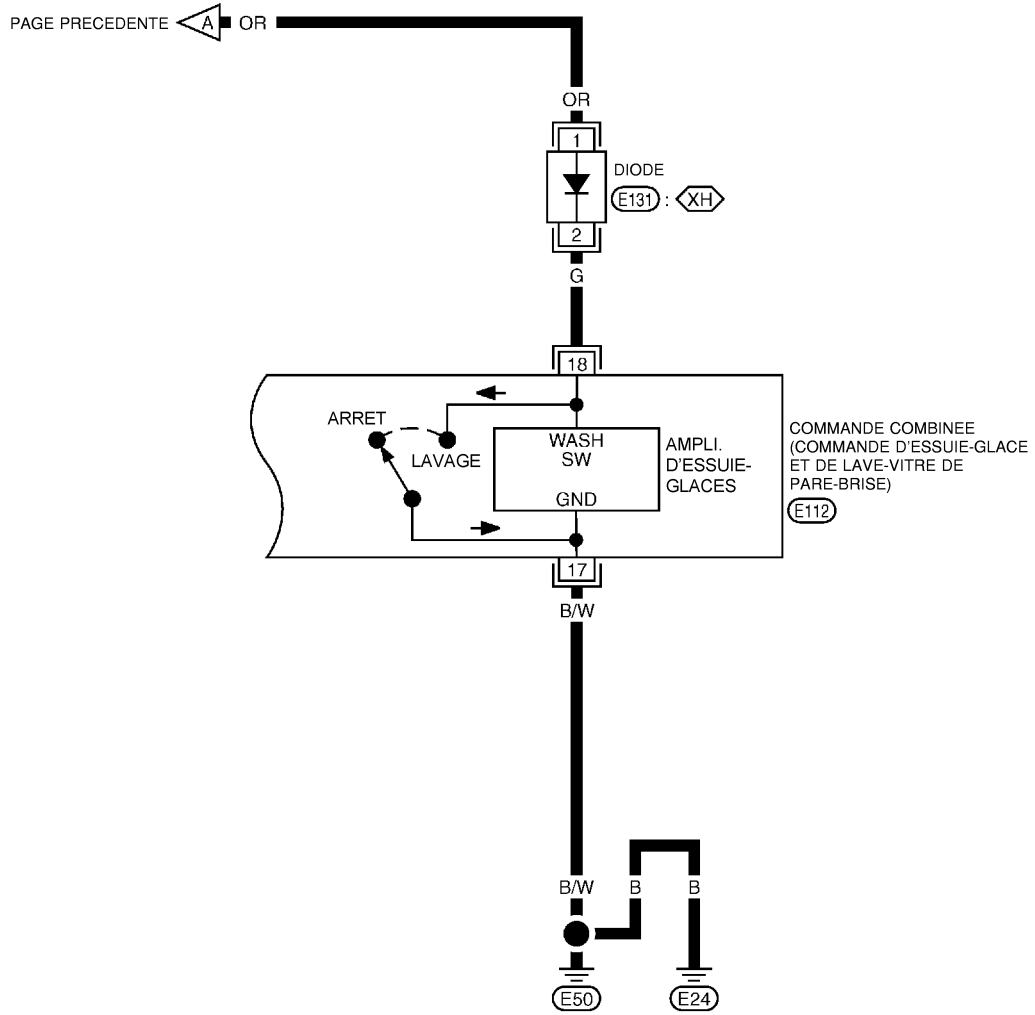 PAGE PRECEDENTE A OR
OR
1
DIODE
E131 : XH
2
G
18
ARRET
LAVAGE
WASH
SW
GND
AMPLI.
D'ESSUIE-
GLACES
COMMANDE COMBINEE
(COMMANDE D'ESSUIE-GLACE
ET DE LAVE-VITRE DE
PARE-BRISE)
E112
17
B/W
B/W B B
E50 E24